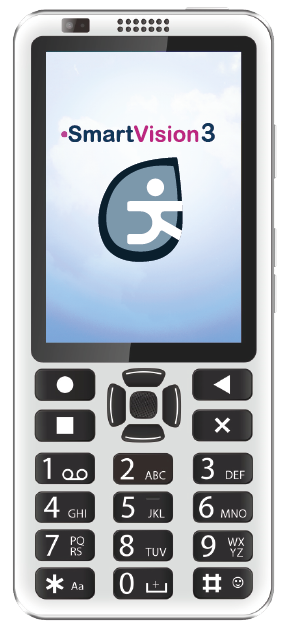 SmartVision3
1 2 ABC 3 DEF
4 GHI 5 JKL 6 MNO
7 PQ RS 8 TUV 9 WX YZ
* Aa 0 #